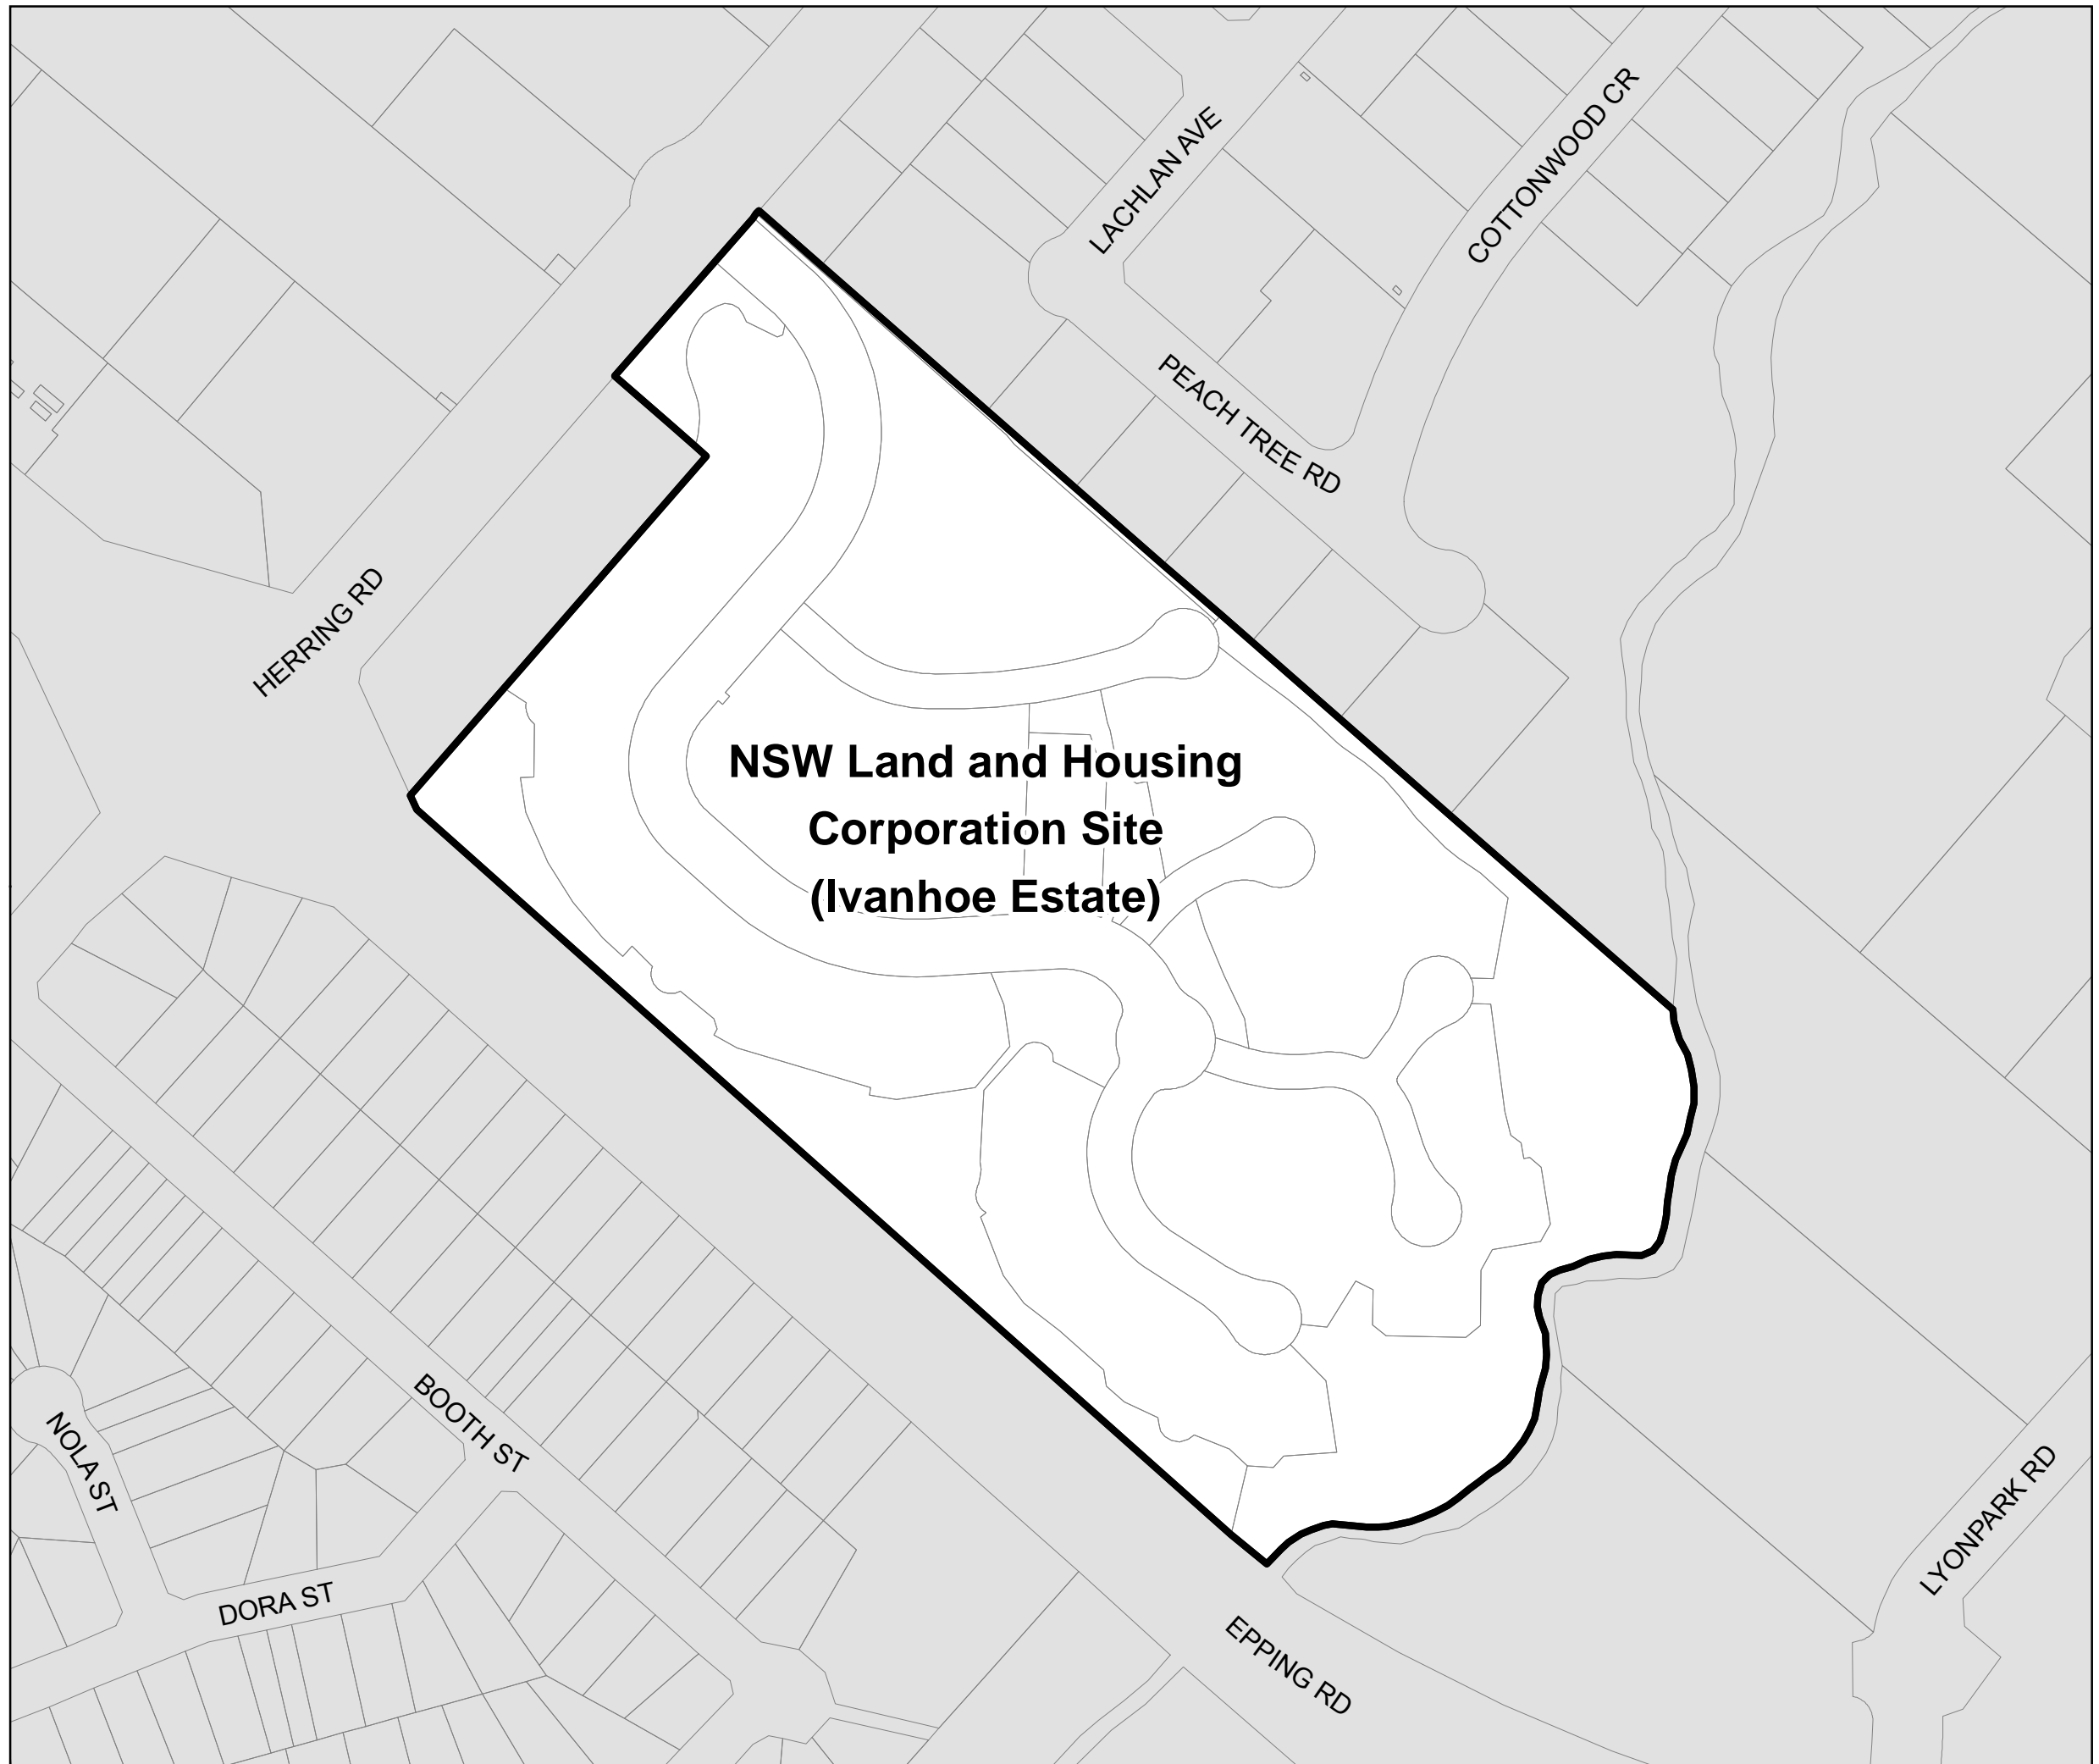 LACHLAN AVE
COTTONWOOD CR
PEACH TREE RD
HERRING RD
NSW Land and Housing
Corporation Site
(Ivanhoe Estate)
BOOTH ST
NOLA ST
DORA ST
LYONPARK RD
EPPING RD